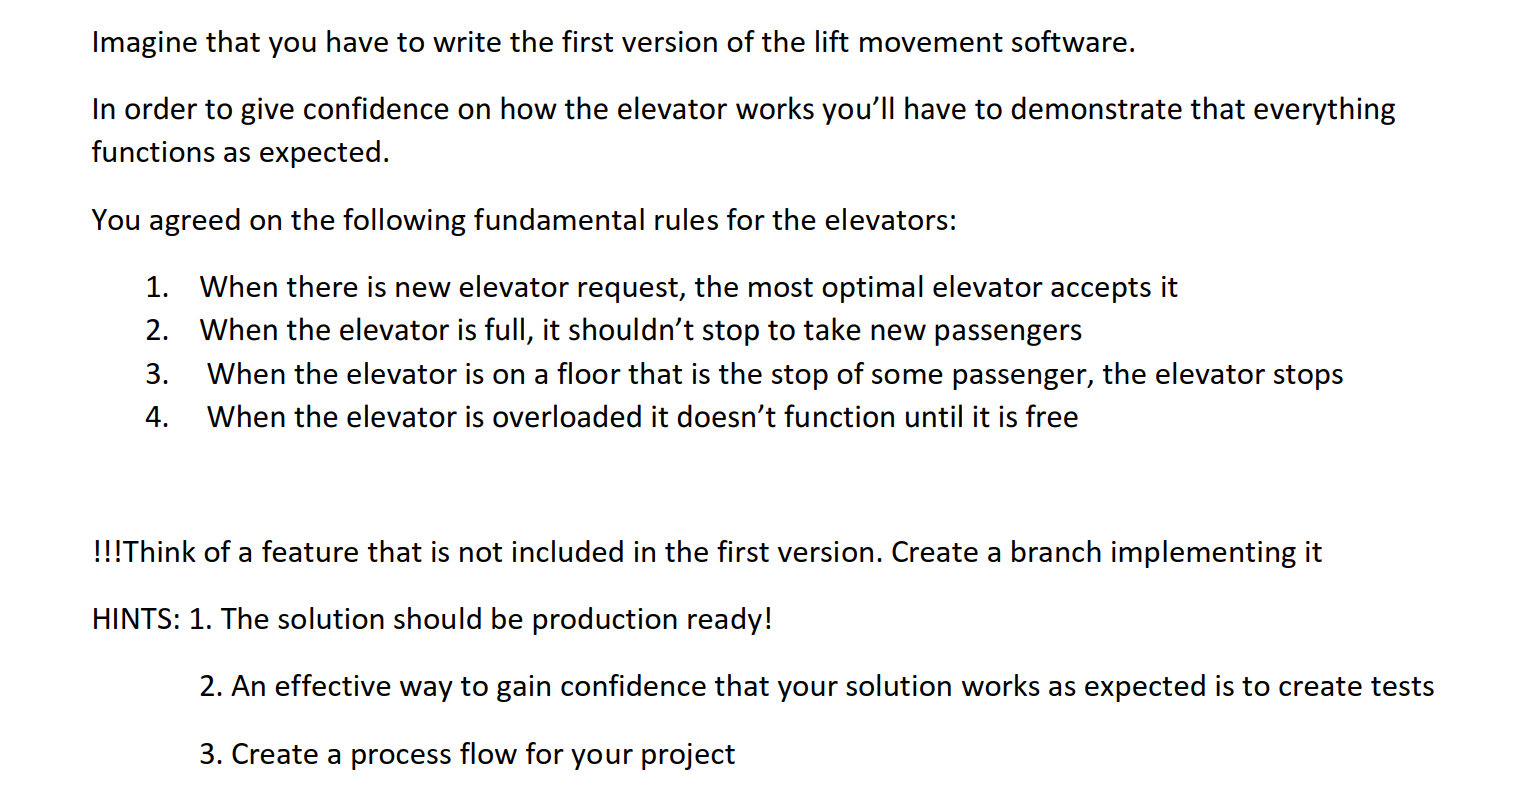 Imagine that you have to write the first version of the lift movement software.
In order to give confidence on how the elevator works you’ll have to demonstrate that everything
functions as expected.
You agreed on the following fundamental rules for the elevators:
1. When there is new elevator request, the most optimal elevator accepts it
2. When the elevator is full, it shouldn’t stop to take new passengers
3. When the elevator is on a floor that is the stop of some passenger, the elevator stops
4. When the elevator is overloaded it doesn’t function until it is free
!!!Think of a feature that is not included in the first version. Create a branch implementing it
HINTS: 1. The solution should be production ready!
2. An effective way to gain confidence that your solution works as expected is to create tests
3. Create a process flow for your project